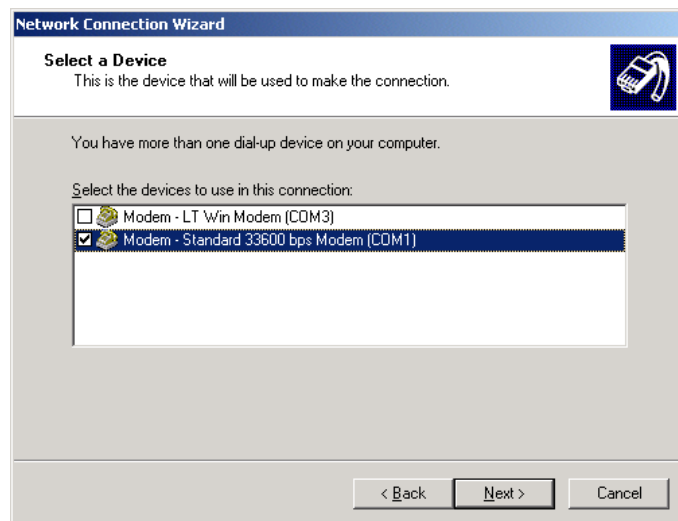 Network Connection Wizard
Select a Device
This is the device that will be used to make the connection.
You have more than one dial-up device on your computer.
Select the devices to use in this connection:
Modem - LT Win Modem (COM3)
Modem - Standard 33600 bps Modem (COM1)
< Back Next > Cancel